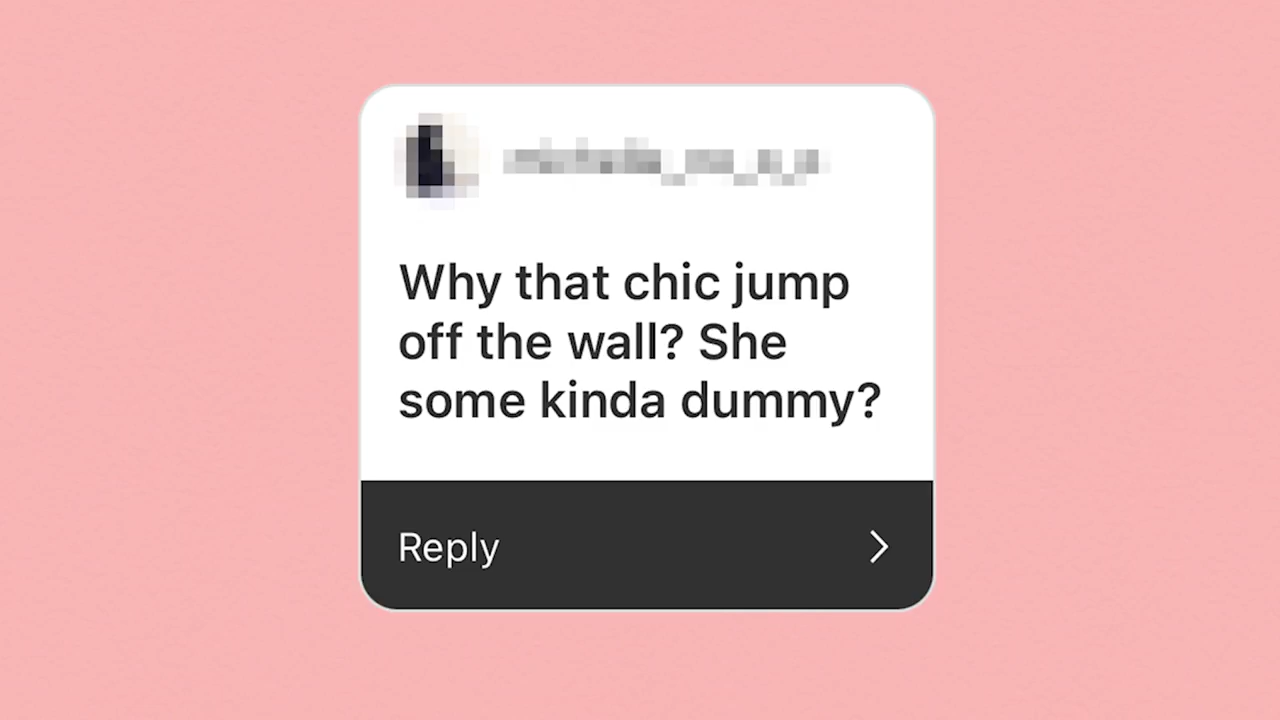 Why that chic jump
off the wall? She
some kinda dummy?
Reply